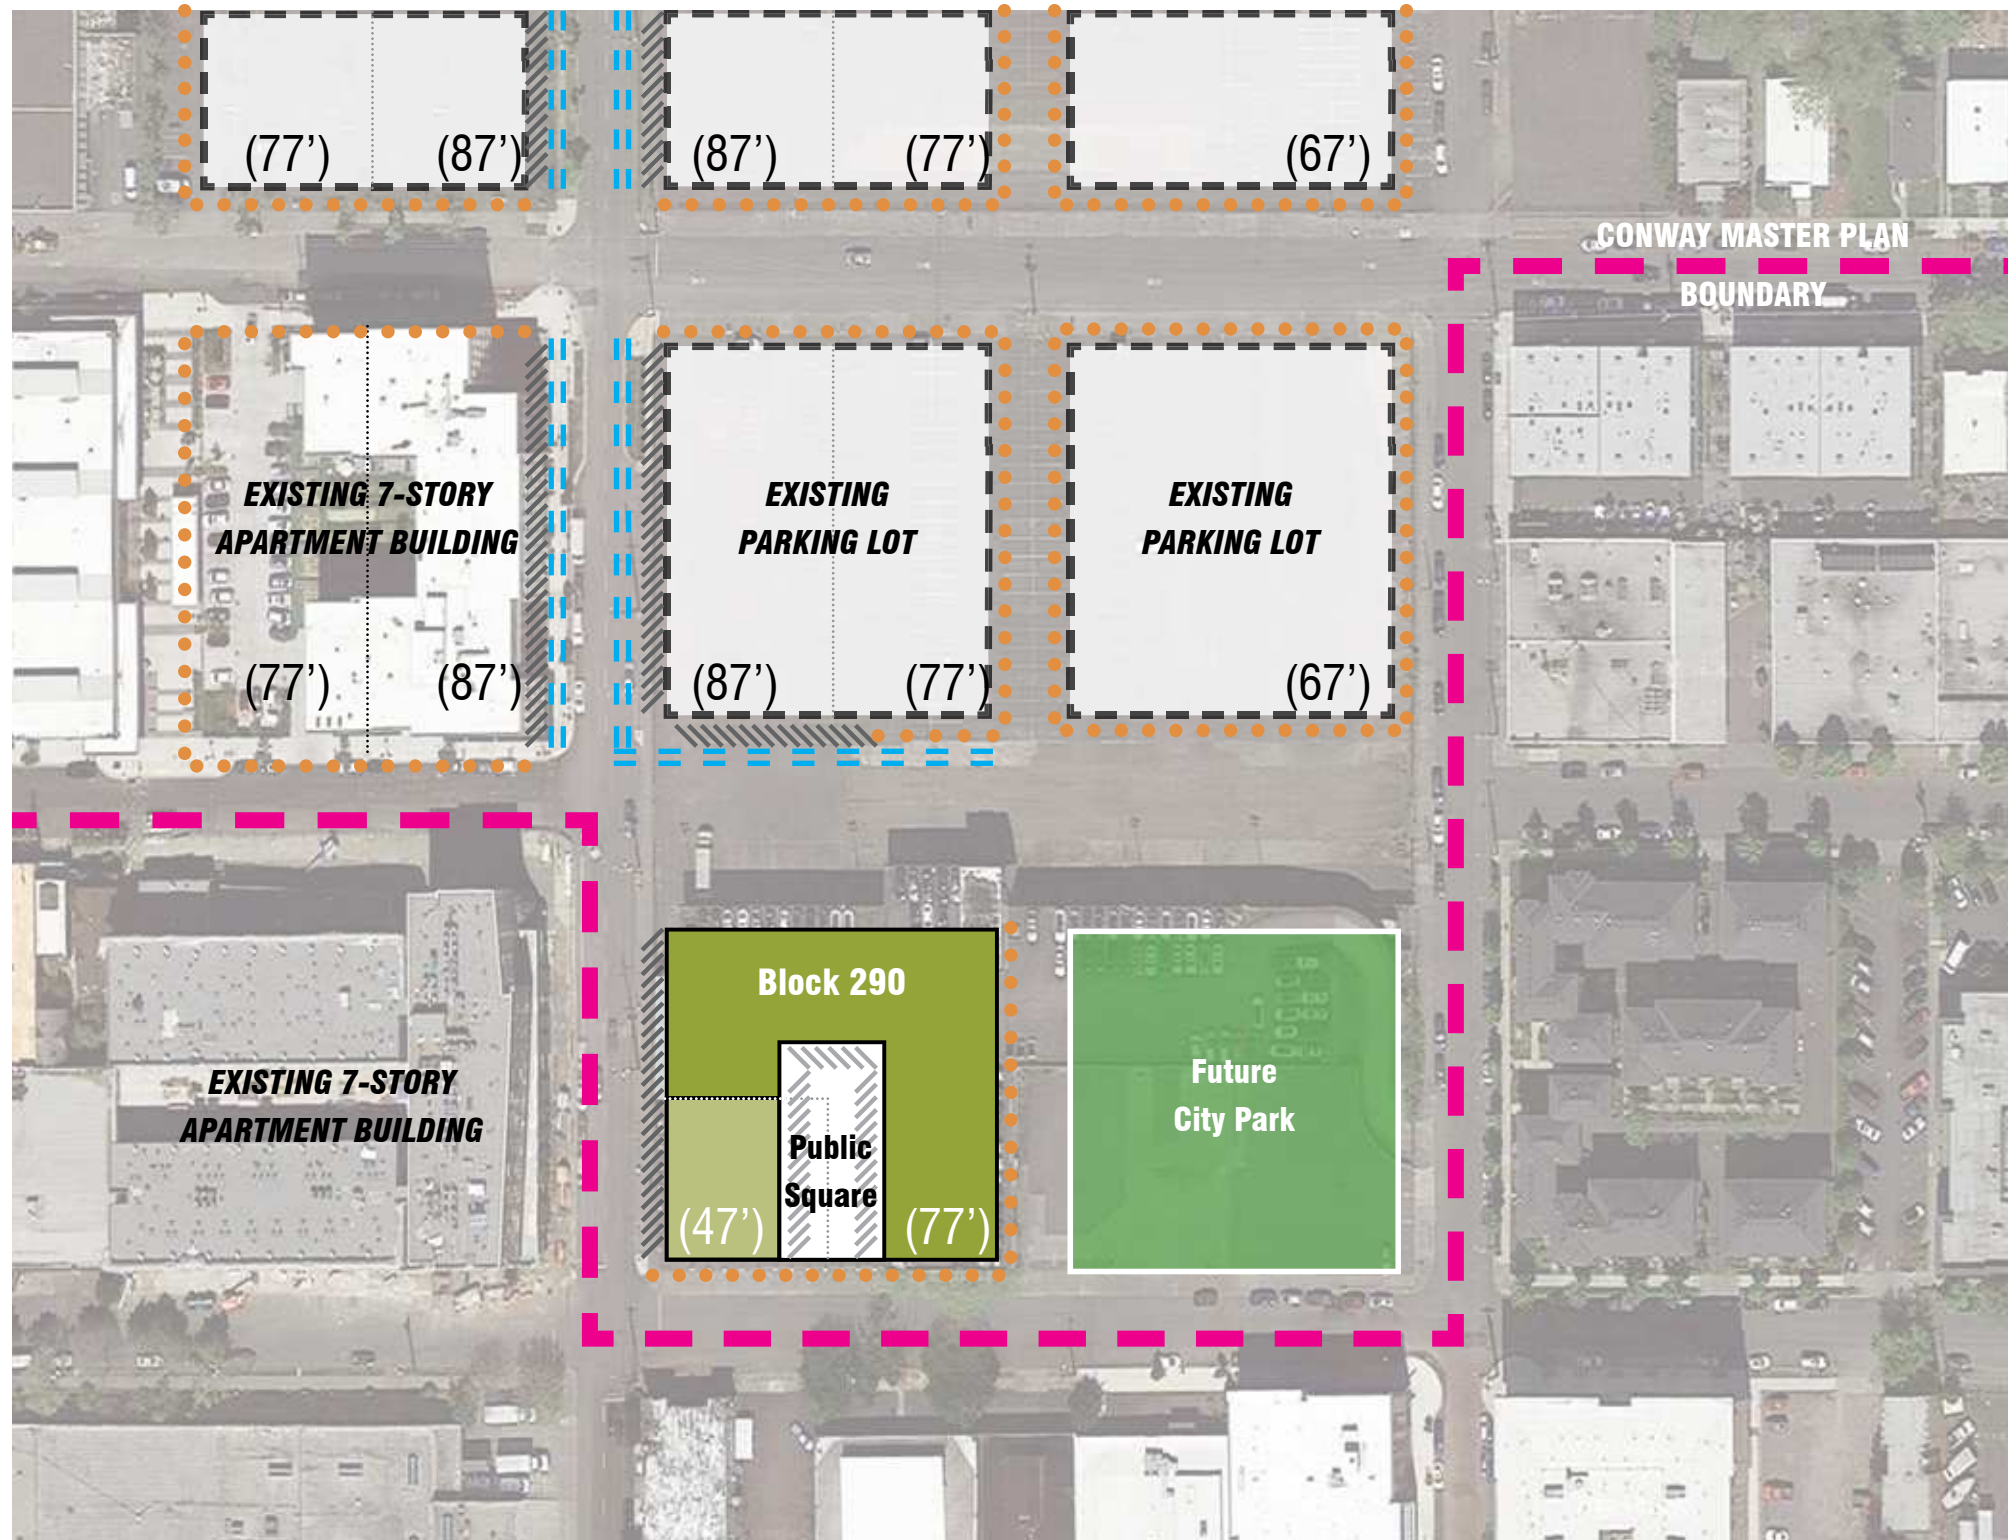 (77’) (87’) (87’) (77’) (67’)
CONWAY MASTER PLAN
BOUNDARY
EXISTING 7-STORY
APARTMENT BUILDING
EXISTING
PARKING LOT
EXISTING
PARKING LOT
(77’) (87’) (87’) (77’) (67’)
Block 290
Future
City Park
EXISTING 7-STORY
APARTMENT BUILDING
Public
Square
(47’) (77’)